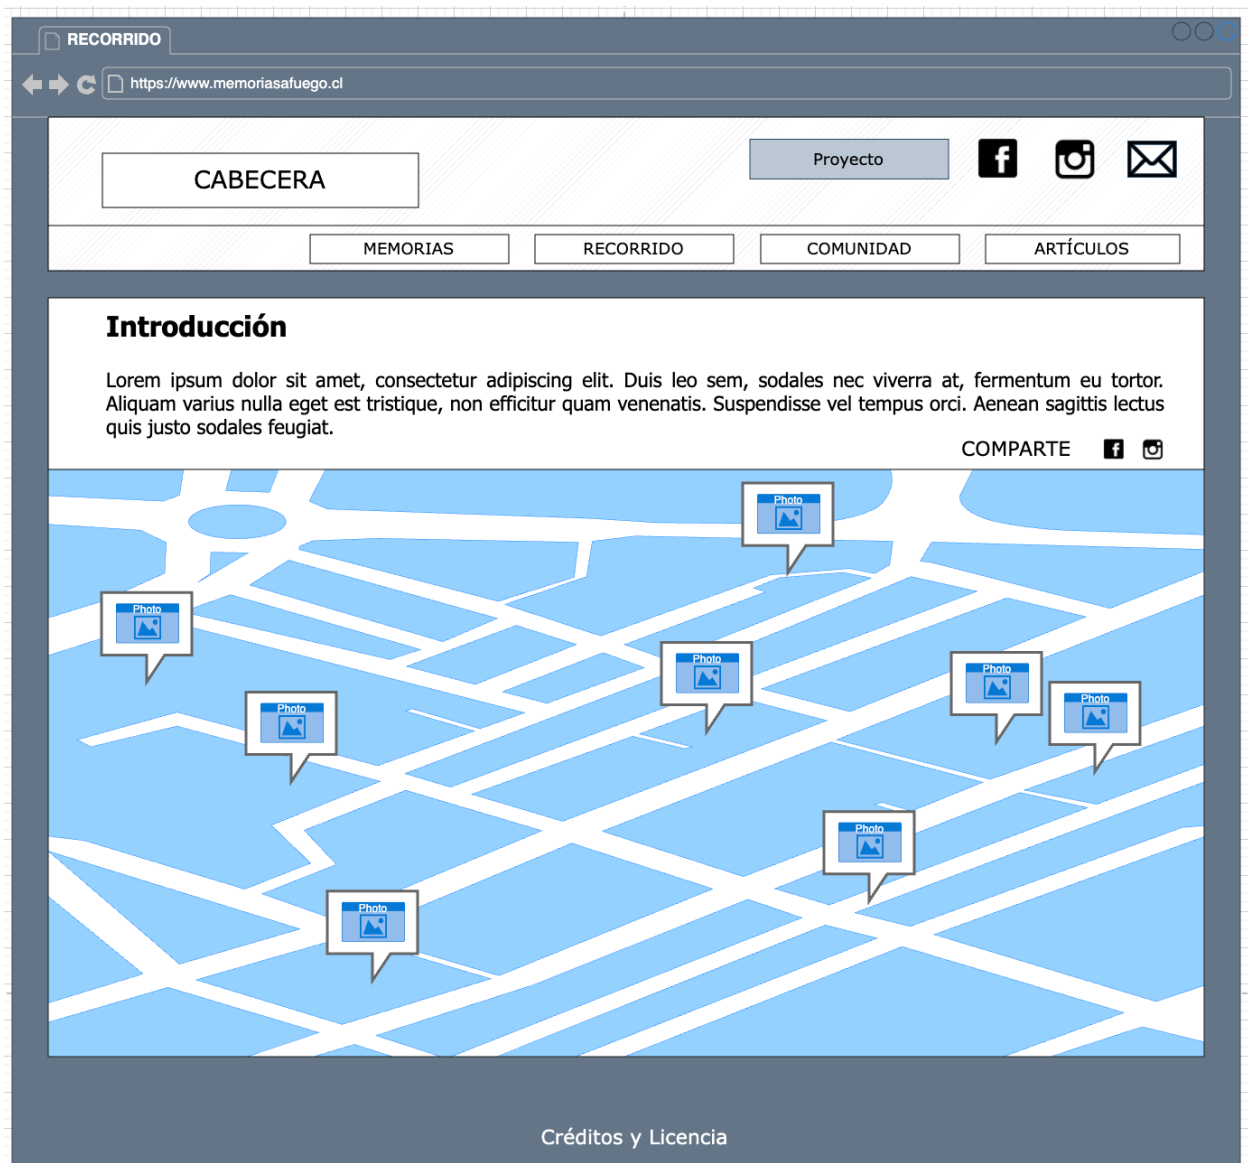 RECORRIDO
https://www.memoriasafuego.cl
CABECERA
Proyecto
MEMORIAS
RECORRIDO
COMUNIDAD
ARTÍCULOS
Introducción
Lorem ipsum dolor sit amet, consectetur adipiscing elit. Duis leo sem, sodales nec viverra at, fermentum eu tortor.
Aliquam varius nulla eget est tristique, non efficitur quam venenatis. Suspendisse vel tempus orci. Aenean sagittis lectus
quis justo sodales feugiat.
COMPARTE
Photo
Photo
Photo
Photo
Photo
Photo
Photo
Photo
Créditos y Licencia